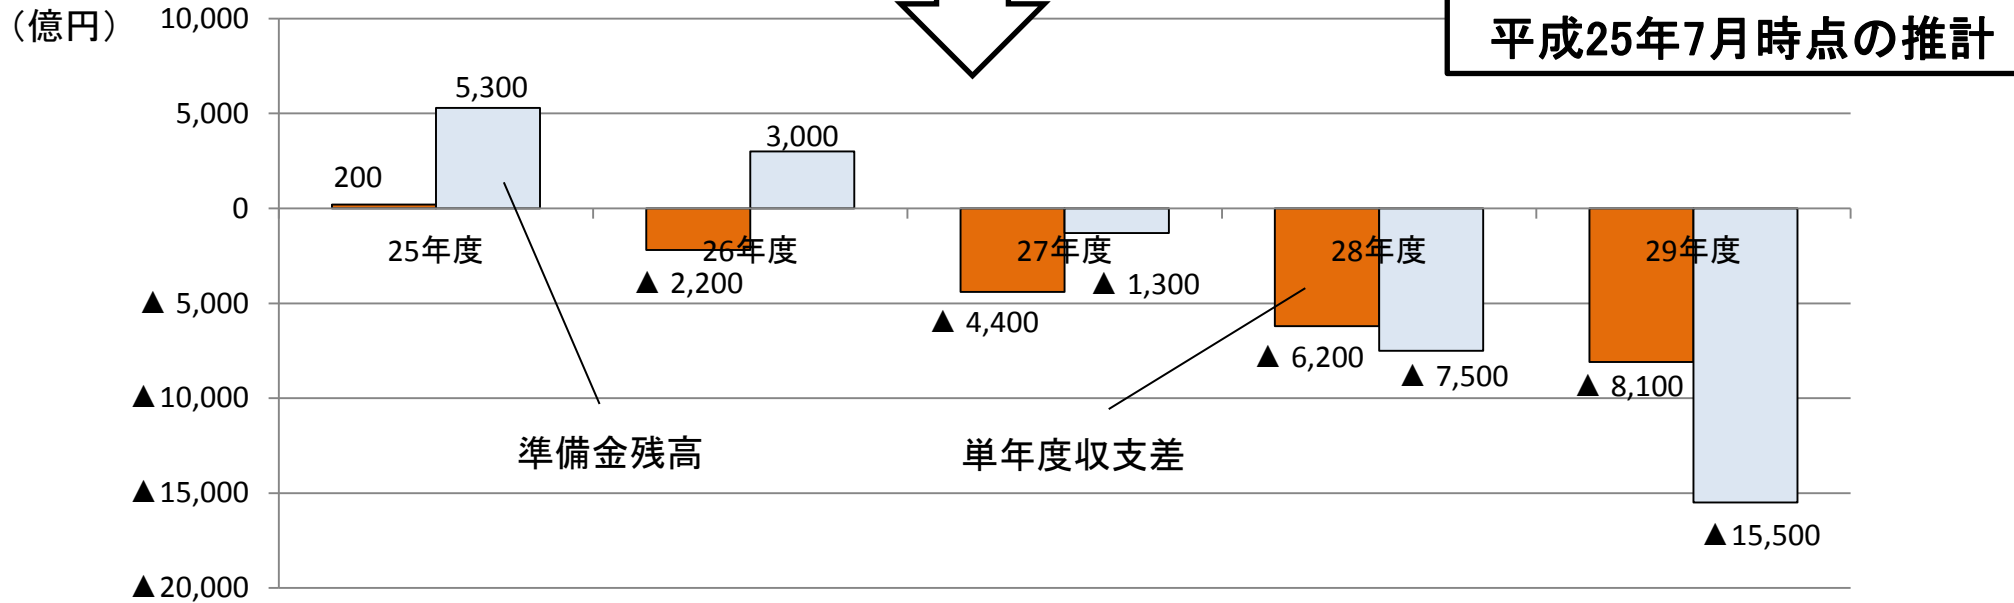 （億円）
平成25年7月時点の推計
10,000
5,000
0
▲ 5,000
▲10,000
▲15,000
▲20,000
200
5,300
3,000
25年度
26年度
27年度
28年度
29年度
▲ 2,200
▲ 1,300
▲ 4,400
▲ 6,200
▲ 7,500
▲ 8,100
▲15,500
準備金残高
単年度収支差